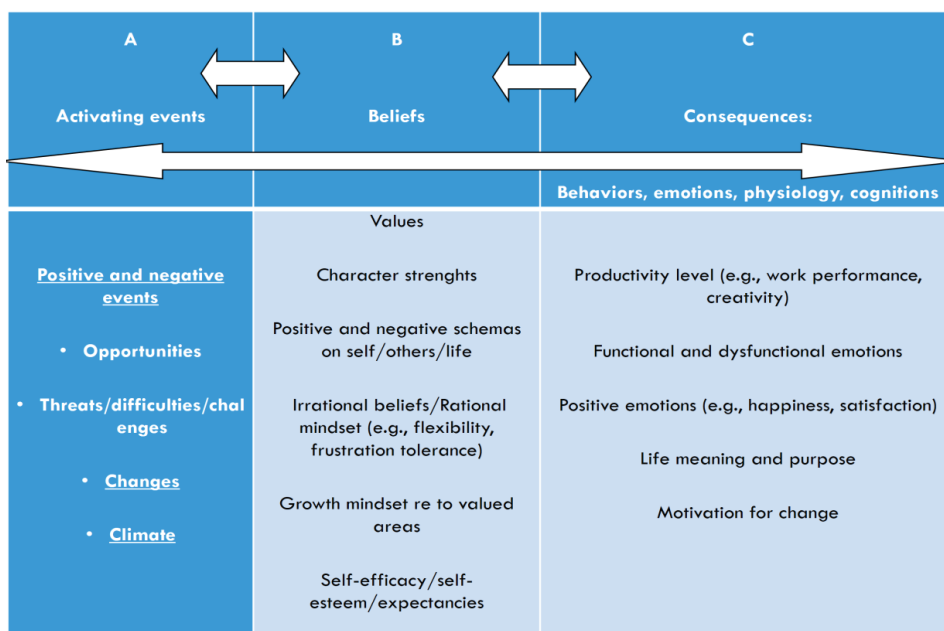 A
B
C
Activating events
Beliefs
Consequences:
Behaviors, emotions, physiology, cognitions
Positive and negative
events
• Opportunities
• Threats/difficulties/chal
enges
• Changes
• Climate
Values
Character strenghts
Positive and negative schemas
on self/others/life
Irrational beliefs/Rational
mindset (e.g., flexibility,
frustration tolerance)
Growth mindset re to valued
areas
Self-efficacy/self-
esteem/expectancies
Productivity level (e.g., work performance,
creativity)
Functional and dysfunctional emotions
Positive emotions (e.g., happiness, satisfaction)
Life meaning and purpose
Motivation for change